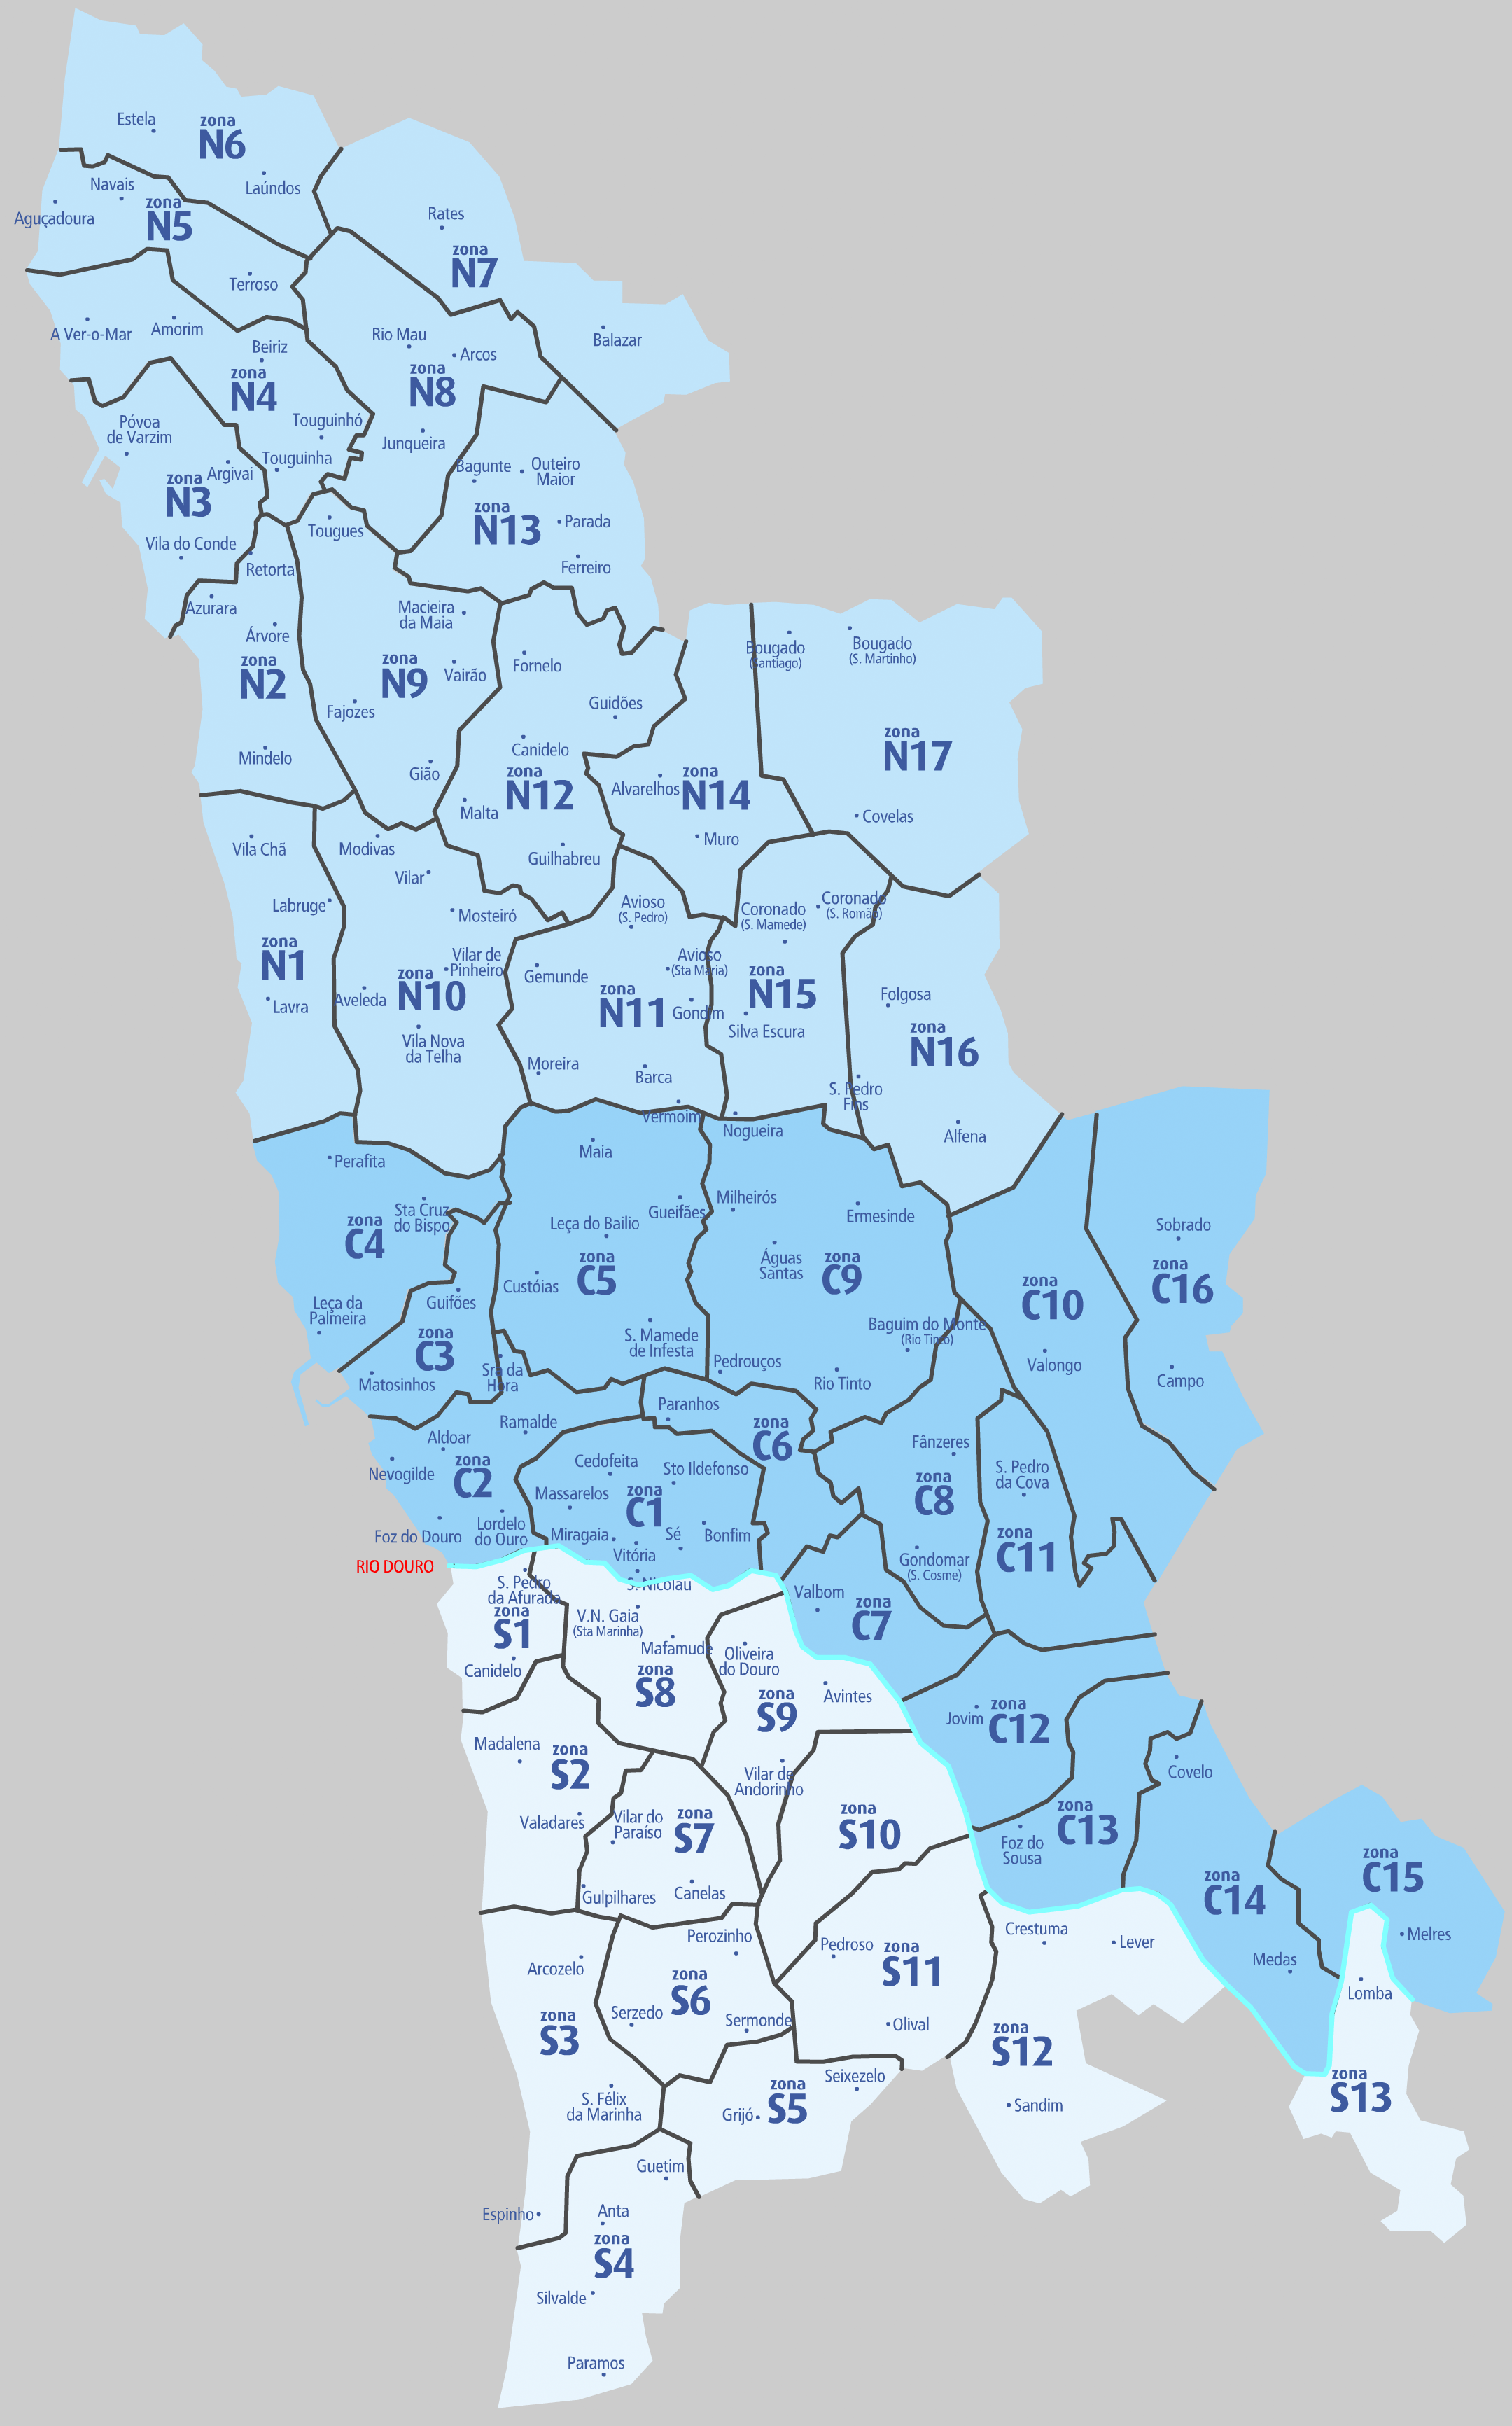 Estela
zona
N6
Laúndos
Navais
Aguçadoura
zona
N5
Terroso
Rates
zona
N7
Balazar
A Ver-o-Mar
Amorim
Beiriz
zona
N4
Touguinhó
Touguinha
Rio Mau
Arcos
zona
N8
Junqueira
Póvoa
de Varzim
Argivai
zona
N3
Vila do Conde
Bagunte
Outeiro
Maior
zona
N13
Parada
Ferreiro
Tougues
Retorta
Azurara
Árvore
zona
N2
Mindelo
Macieira
da Maia
zona
N9
Vairão
Fajozes
Gião
Fornelo
Guidões
Canidelo
zona
N12
Malta
Guilhabreu
Alvarelhos
zona
N14
Muro
Bougado
(Santiago)
Bougado
(S. Martinho)
zona
N17
Covelas
Vila Chã
Labruge
zona
N1
Lavra
Modivas
Vilar
Mosteiró
Vilar de
Pinheiro
zona
N10
Aveleda
Vila Nova
da Telha
Avioso
(S. Pedro)
Avioso
(Sta Maria)
Gemunde
zona
N11
Gondim
Moreira
Barca
Vermoim
Coronado
(S. Mamede)
Coronado
(S. Romão)
zona
N15
Silva Escura
Folgosa
zona
N16
S. Pedro
Fins
Alfena
Nogueira
Perafita
Sta Cruz
do Bispo
zona
C4
Leça da
Palmeira
Maia
Gueifães
Leça do Bailio
zona
C5
Custóias
S. Mamede
de Infesta
Milheirós
Ermesinde
Águas
Santas
zona
C9
Baguim do Monte
(Rio Tinto)
Pedrouços
Rio Tinto
zona
C10
Valongo
Sobrado
zona
C16
Campo
Guifões
zona
C3
Sra da
Hora
Matosinhos
Paranhos
zona
C6
Ramalde
Aldoar
zona
C2
Nevogilde
Foz do Douro
Lordelo
do Ouro
Cedofeita
Sto Ildefonso
Massarelos
zona
C1
Miragaia
Sé
Bonfim
Vitória
S. Nicolau
Fânzeres
zona
C8
Gondomar
(S. Cosme)
S. Pedro
da Cova
zona
C11
RIO DOURO
Valbom
zona
C7
S. Pedro
da Afurada
zona
S1
Canidelo
V.N. Gaia
(Sta Marinha)
Mafamude
zona
S8
Oliveira
do Douro
zona
S9
Avintes
Vilar de
Andorinho
Jovim
zona
C12
Covelo
zona
C13
Foz do
Sousa
zona
C14
Medas
zona
C15
Melres
Madalena
zona
S2
Valadares
Vilar do
Paraíso
zona
S7
Gulpilhares
Canelas
zona
S10
Pedroso
zona
S11
Olival
Crestuma
Lever
zona
S12
Sandim
Lomba
zona
S13
Perozinho
zona
S6
Serzedo
Sermonde
Arcozelo
zona
S3
S. Félix
da Marinha
Seixezelo
zona
S5
Grijó
Guetim
Espinho
Anta
zona
S4
Silvalde
Paramos